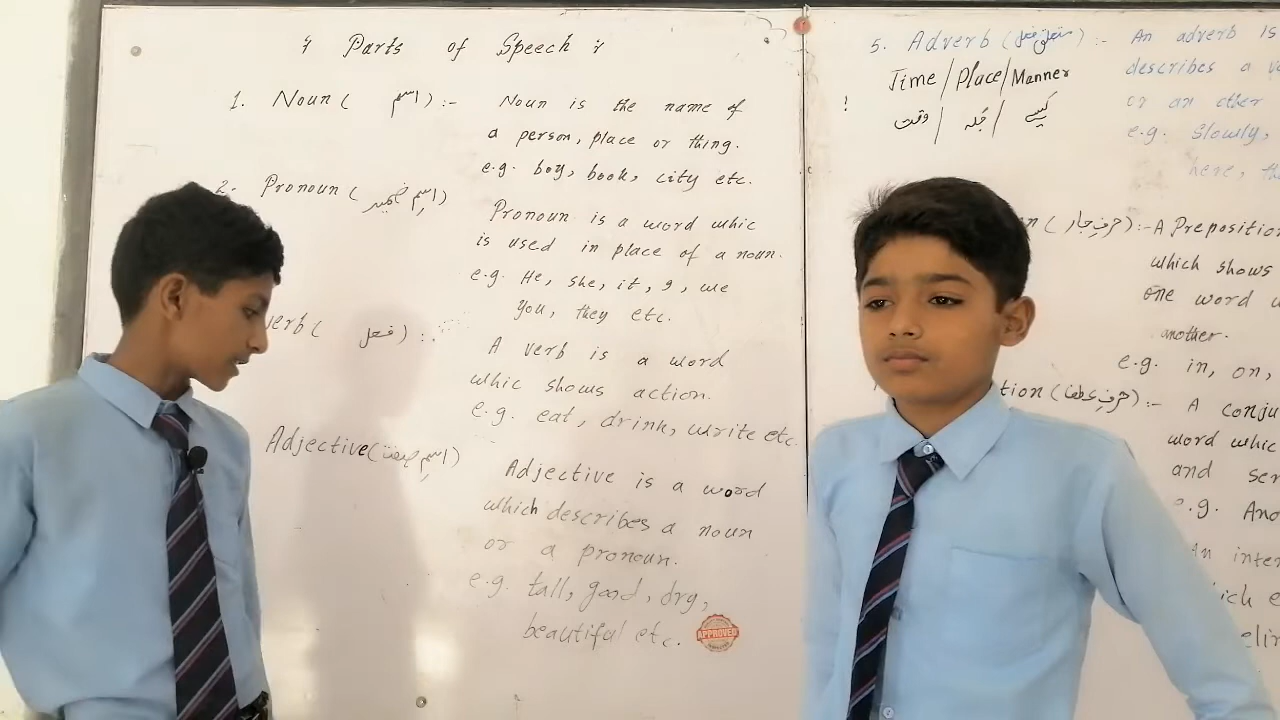 Parts of Speech
1. Noun ( اسم ) :- Noun is the name of
a person, place or thing.
e.g. boy, book, city etc.
2. Pronoun ( اسمِ ضمیر )
Pronoun is a word whic
is used in place of a noun.
e.g. He, she, it, I, we
You, they etc.
verb ( فعل ) :.
A verb is a word
whic shows action.
e.g. eat, drink, write etc.
Adjective ( اسمِ صفت )
Adjective is a word
which describes a noun
or a pronoun.
e.g. tall, good, dry,
beautiful etc.
APPROVED
5. Adverb ( متعلق فعل ) :- An adverb is
Time / Place / Manner
describes a
وقت / جگہ / کیسے
or an other
e.g. Slowly,
here,
n ( حرفِ جار ) :- A Preposition
which shows
one word
another.
e.g. in, on,
tion ( حرفِ عطف ) :- A conju
word whic
and sen
e.g. And
An inter
ich e